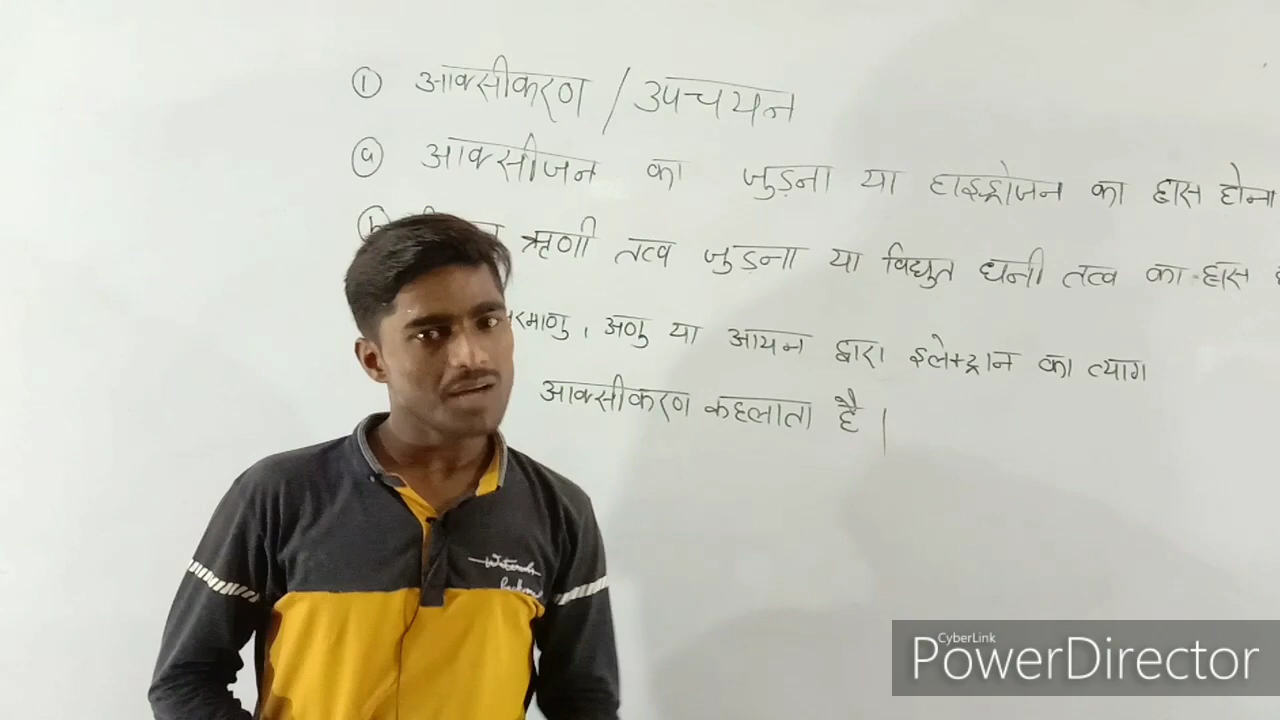 ① आक्सीकरण / उपचयन
ⓐ आक्सीजन का जुड़ना या हाइड्रोजन का ह्रास होना
ऋणी तत्व जुड़ना या विद्युत धनी तत्व का ह्रास
अणु या आयन द्वारा इलेक्ट्रान का त्याग
आक्सीकरण कहलाता है।
CyberLink
PowerDirector